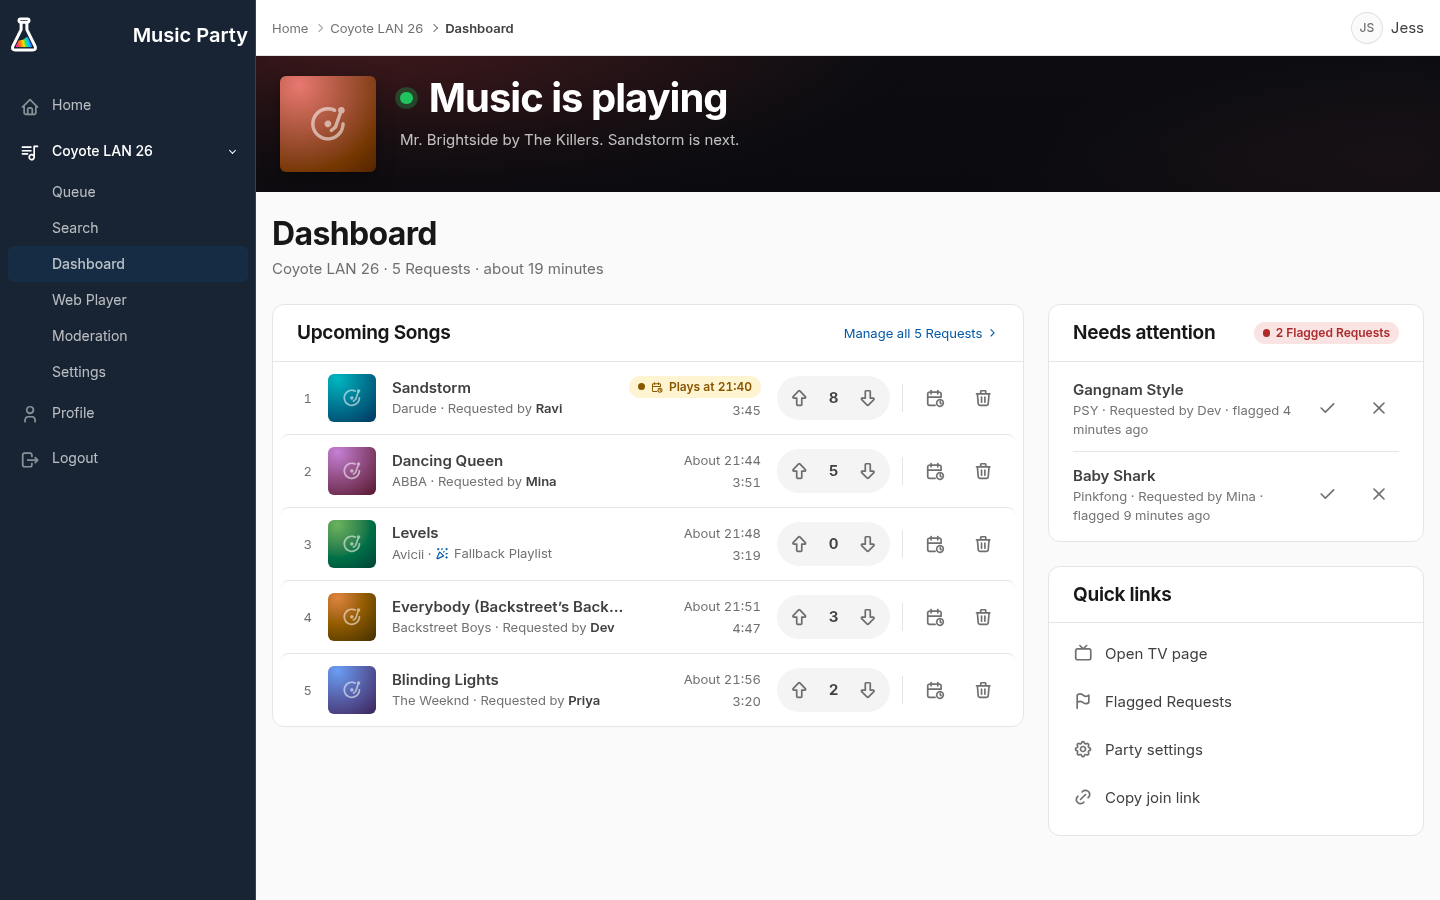 Music Party
Home
Coyote LAN 26
Queue
Search
Dashboard
Web Player
Moderation
Settings
Profile
Logout
Home Coyote LAN 26 Dashboard
JS Jess
Music is playing
Mr. Brightside by The Killers. Sandstorm is next.
Dashboard
Coyote LAN 26 · 5 Requests · about 19 minutes
Upcoming Songs
Manage all 5 Requests
1
Sandstorm
Darude · Requested by Ravi
Plays at 21:40
3:45
8
2
Dancing Queen
ABBA · Requested by Mina
About 21:44
3:51
5
3
Levels
Avicii · Fallback Playlist
About 21:48
3:19
0
4
Everybody (Backstreet’s Back…
Backstreet Boys · Requested by Dev
About 21:51
4:47
3
5
Blinding Lights
The Weeknd · Requested by Priya
About 21:56
3:20
2
Needs attention
2 Flagged Requests
Gangnam Style
PSY · Requested by Dev · flagged 4
minutes ago
Baby Shark
Pinkfong · Requested by Mina ·
flagged 9 minutes ago
Quick links
Open TV page
Flagged Requests
Party settings
Copy join link